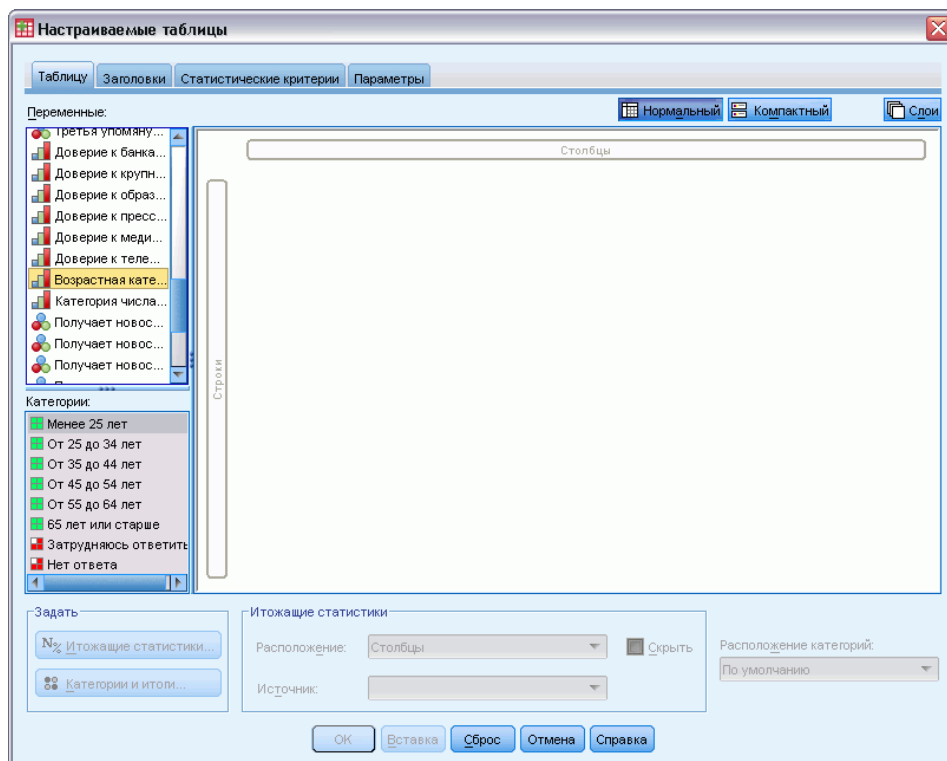 Настраиваемые таблицы
Таблицу Заголовки Статистические критерии Параметры
Переменные:
Нормальный Компактный Слои
Третья упомяну...
Доверие к банка...
Доверие к крупн...
Доверие к образ...
Доверие к пресс...
Доверие к меди...
Доверие к теле...
Возрастная кате...
Категория числа...
Получает новос...
Получает новос...
Получает новос...
Столбцы
Строки
Категории:
Менее 25 лет
От 25 до 34 лет
От 35 до 44 лет
От 45 до 54 лет
От 55 до 64 лет
65 лет или старше
Затрудняюсь ответить
Нет ответа
Задать
N% Итожащие статистики...
Категории и итоги...
Итожащие статистики
Расположение: Столбцы Скрыть
Источник:
Расположение категорий:
По умолчанию
OK Вставка Сброс Отмена Справка